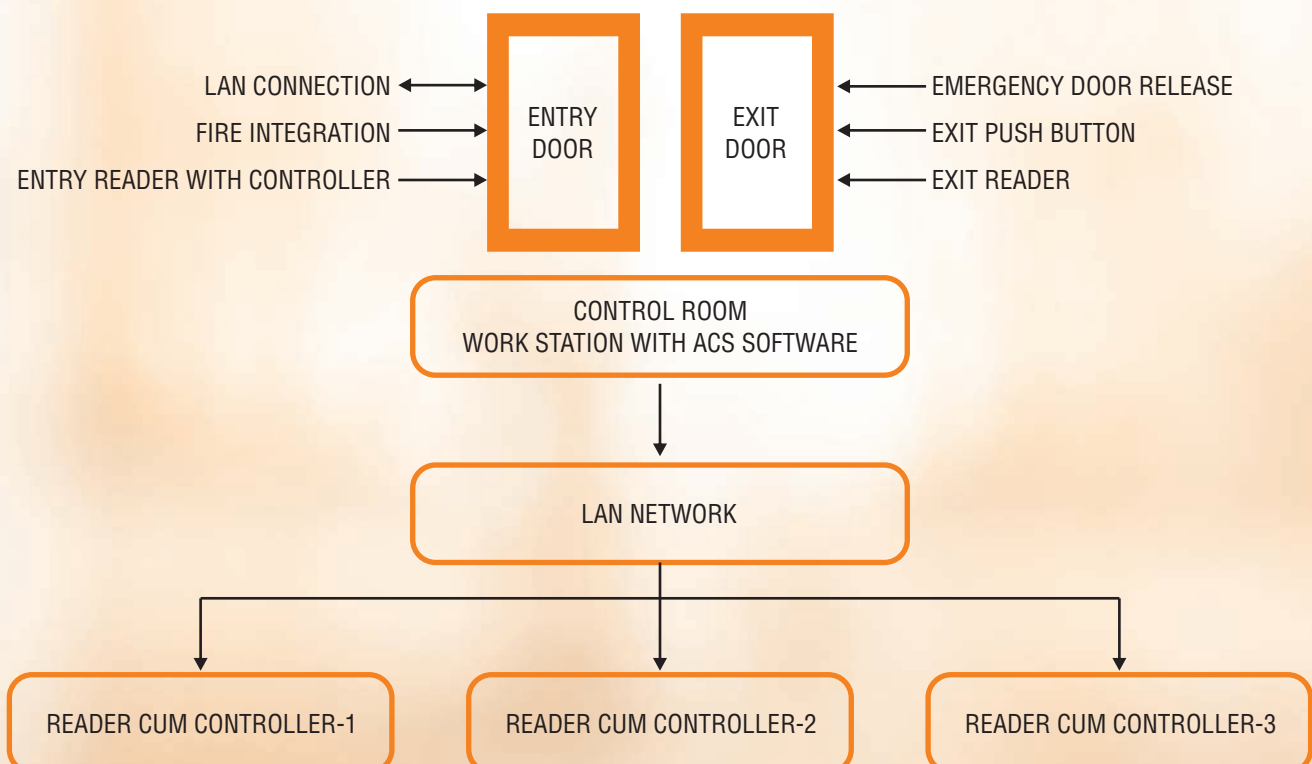 LAN CONNECTION
FIRE INTEGRATION
ENTRY READER WITH CONTROLLER
ENTRY
DOOR
EXIT
DOOR
EMERGENCY DOOR RELEASE
EXIT PUSH BUTTON
EXIT READER
CONTROL ROOM
WORK STATION WITH ACS SOFTWARE
LAN NETWORK
READER CUM CONTROLLER-1
READER CUM CONTROLLER-2
READER CUM CONTROLLER-3